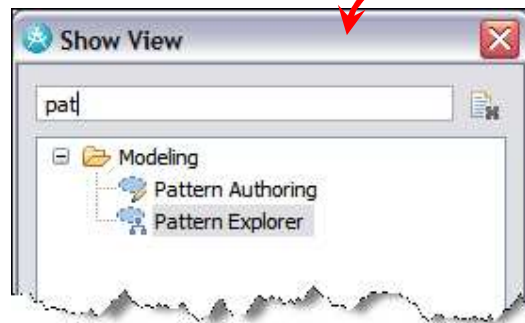 Show View
pat
Modeling
Pattern Authoring
Pattern Explorer